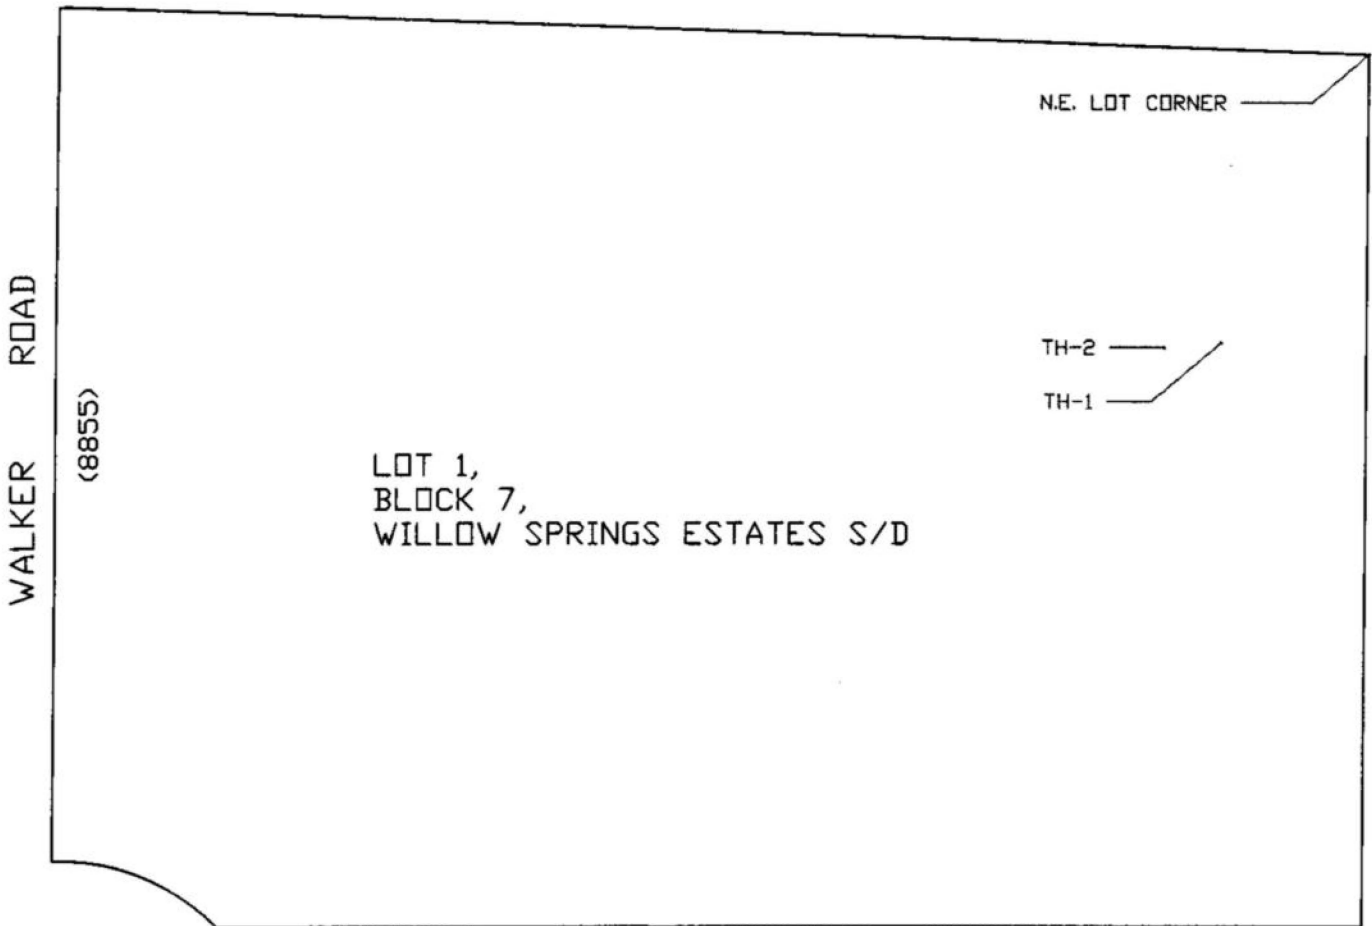 N.E. LOT CORNER
WALKER ROAD
(8855)
TH-2
TH-1
LOT 1,
BLOCK 7,
WILLOW SPRINGS ESTATES S/D